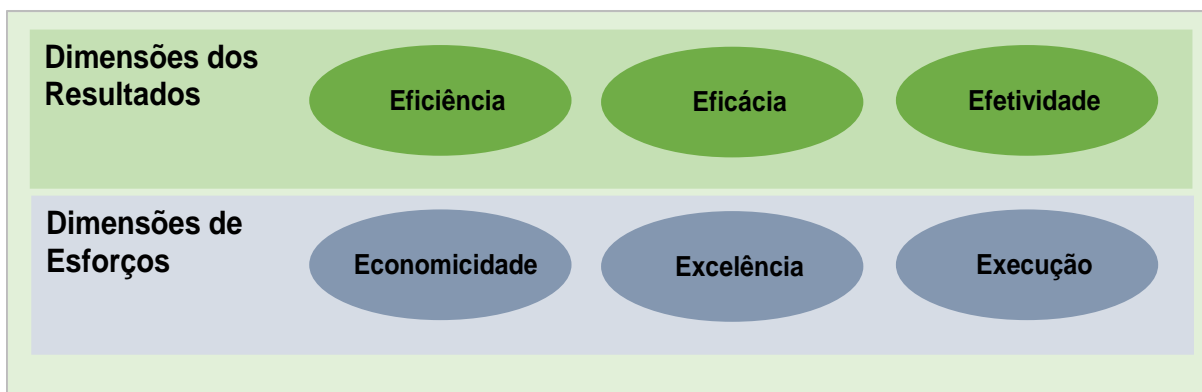 Dimensões dos
Resultados
Eficiência
Eficácia
Efetividade
Dimensões de
Esforços
Economicidade
Excelência
Execução